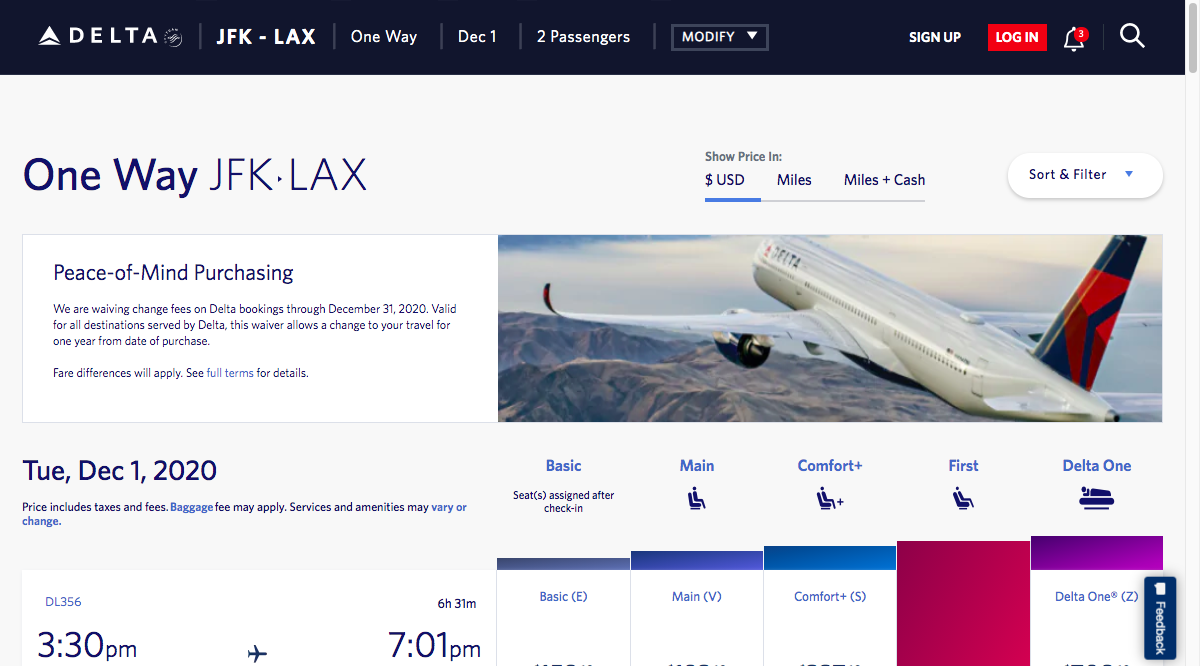 DELTA JFK - LAX One Way Dec 1 2 Passengers MODIFY SIGN UP LOG IN 3
One Way JFK LAX
Show Price In:
$ USD Miles Miles + Cash
Sort & Filter
Peace-of-Mind Purchasing
We are waiving change fees on Delta bookings through December 31, 2020. Valid
for all destinations served by Delta, this waiver allows a change to your travel for
one year from date of purchase.
Fare differences will apply. See full terms for details.
DELTA
Tue, Dec 1, 2020
Price includes taxes and fees. Baggage fee may apply. Services and amenities may vary or
change.
Basic Main Comfort+ First Delta One
Seat(s) assigned after
check-in
+
DL356 6h 31m
Basic (E) Main (V) Comfort+ (S) Delta One® (Z)
3:30pm 7:01pm
Feedback